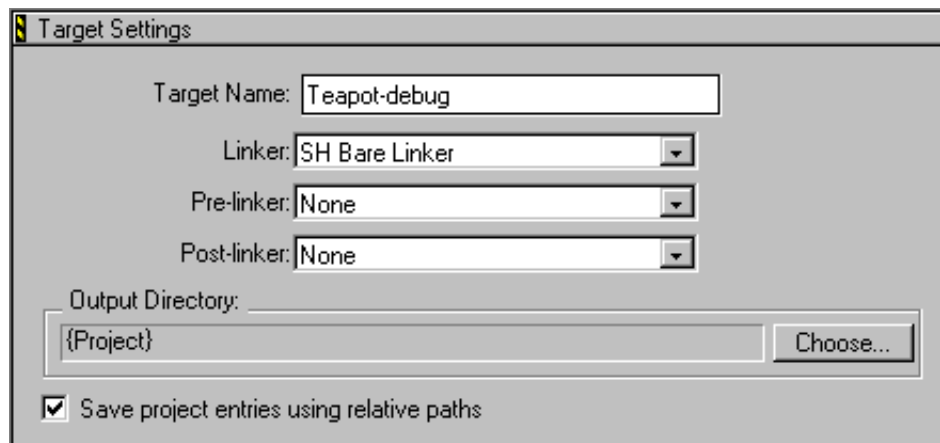 Target Settings
Target Name: Teapot-debug
Linker: SH Bare Linker
Pre-linker: None
Post-linker: None
Output Directory:
{Project}
Choose...
Save project entries using relative paths